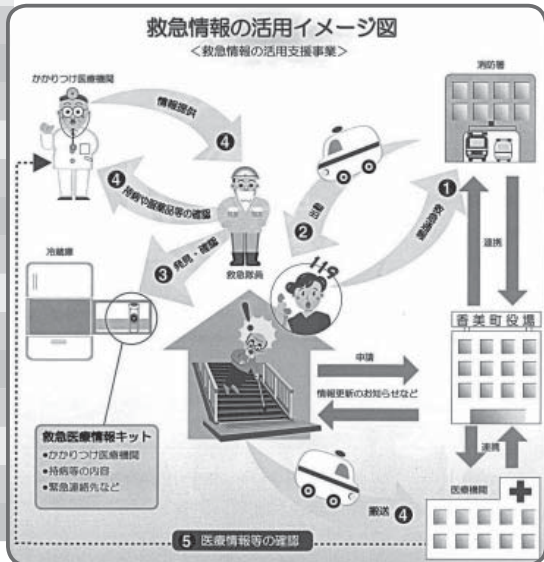 救急情報の活用イメージ図
＜救急情報の活用支援事業＞
かかりつけ医療機関
消防署
情報提供
4
4
持病や服薬品等の確認
1
救急通報
2
出動
冷蔵庫
3
発見・確認
救急隊員
119
連携
香美町役場
申請
情報更新のお知らせなど
救急医療情報キット
●かかりつけ医療機関
●持病等の内容
●緊急連絡先など
連携
医療機関
搬送
4
5 医療情報等の確認